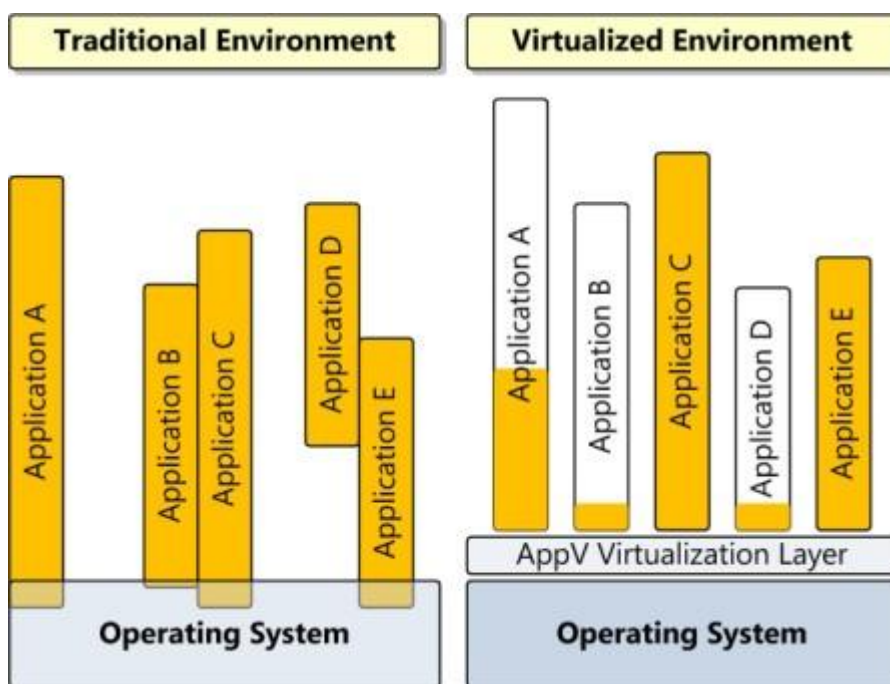 Traditional Environment
Application A
Application B
Application C
Application D
Application E
Operating System
Virtualized Environment
Application A
Application B
Application C
Application D
Application E
AppV Virtualization Layer
Operating System